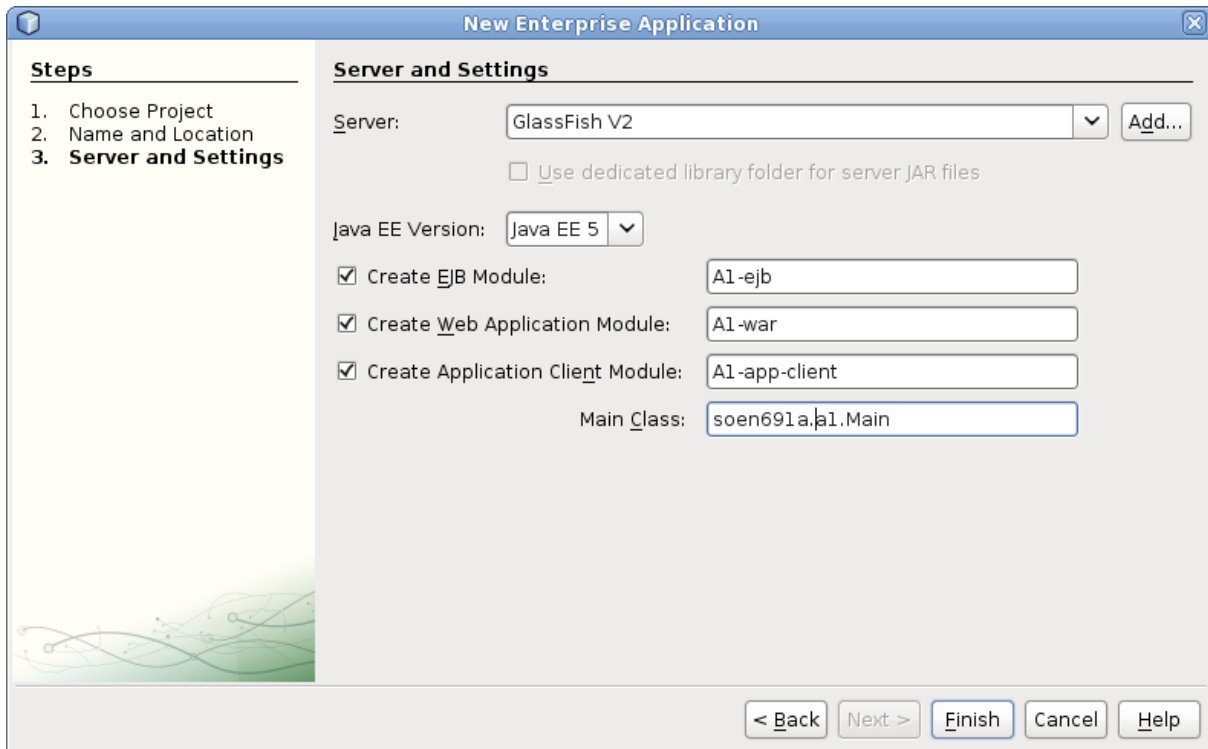 New Enterprise Application
Steps
1. Choose Project
2. Name and Location
3. Server and Settings
Server and Settings
Server: GlassFish V2 Add...
Use dedicated library folder for server JAR files
Java EE Version: Java EE 5
Create EJB Module: A1-ejb
Create Web Application Module: A1-war
Create Application Client Module: A1-app-client
Main Class: soen691a.a1.Main
< Back Next > Finish Cancel Help